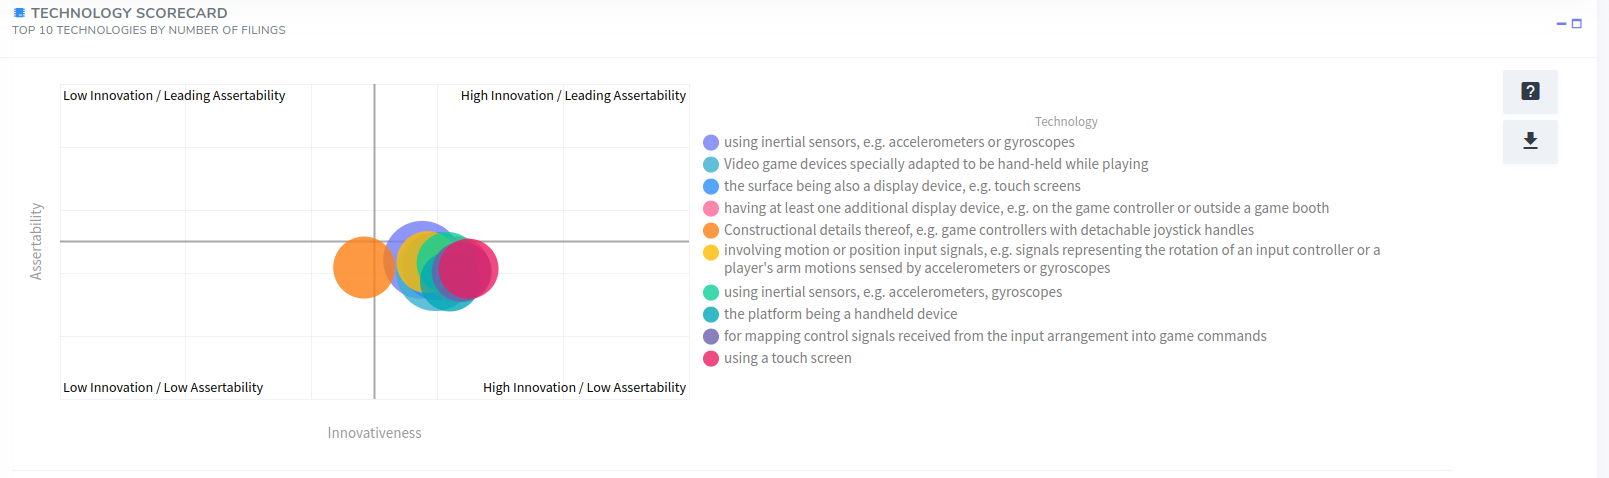 TECHNOLOGY SCORECARD
TOP 10 TECHNOLOGIES BY NUMBER OF FILINGS
Low Innovation / Leading Assertability
High Innovation / Leading Assertability
Assertability
Low Innovation / Low Assertability
High Innovation / Low Assertability
Innovativeness
Technology
using inertial sensors, e.g. accelerometers or gyroscopes
Video game devices specially adapted to be hand-held while playing
the surface being also a display device, e.g. touch screens
having at least one additional display device, e.g. on the game controller or outside a game booth
Constructional details thereof, e.g. game controllers with detachable joystick handles
involving motion or position input signals, e.g. signals representing the rotation of an input controller or a
player's arm motions sensed by accelerometers or gyroscopes
using inertial sensors, e.g. accelerometers, gyroscopes
the platform being a handheld device
for mapping control signals received from the input arrangement into game commands
using a touch screen
?